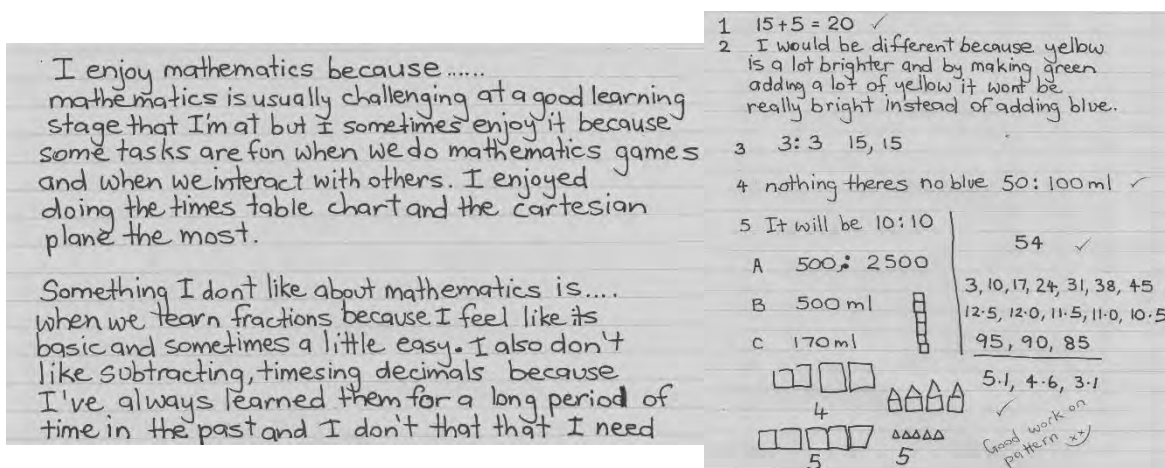 I enjoy mathematics because......
mathematics is usually challenging at a good learning
stage that I'm at but I sometimes enjoy it because
some tasks are fun when we do mathematics games
and when we interact with others. I enjoyed
doing the times table chart and the cartesian
plane the most.
Something I dont like about mathematics is....
when we learn fractions because I feel like its
basic and sometimes a little easy. I also don't
like subtracting, timesing decimals because
I've always learned them for a long period of
time in the past and I don't that that I need
1 15+5=20 ✓
2 I would be different because yellow
is a lot brighter and by making green
adding a lot of yellow it wont be
really bright instead of adding blue.
3 3:3 15, 15
4 nothing theres no blue 50:100ml ✓
5 It will be 10:10
A 500: 2500
B 500 ml
C 170ml
4
5
5
54 ✓
3, 10, 17, 24, 31, 38, 45
12.5, 12.0, 11.5, 11.0, 10.5
95, 90, 85
5.1, 4.6, 3.1
✓
Good work on
pattern